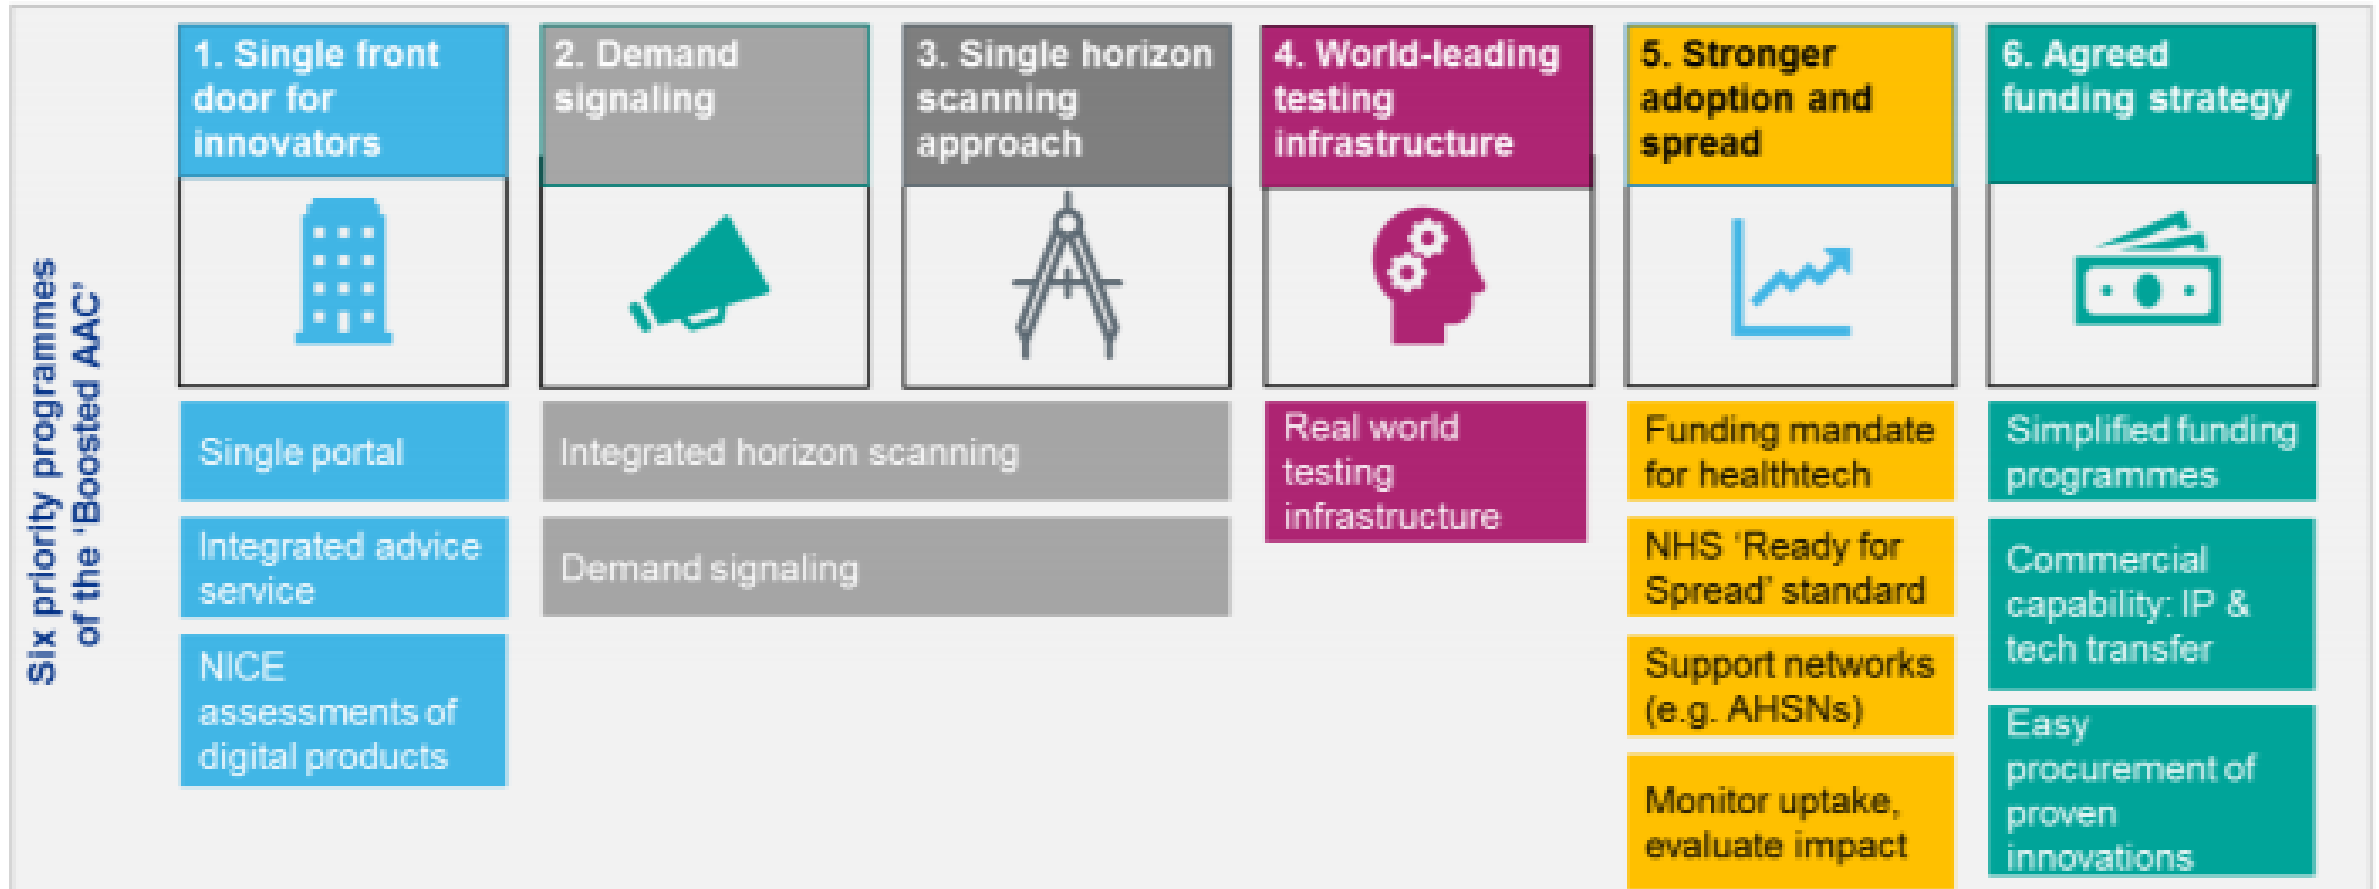 Six priority programmes
of the ‘Boosted AAC’
1. Single front
door for
innovators
2. Demand
signaling
3. Single horizon
scanning
approach
4. World-leading
testing
infrastructure
5. Stronger
adoption and
spread
6. Agreed
funding strategy
Single portal
Integrated advice
service
NICE
assessments of
digital products
Integrated horizon scanning
Demand signaling
Real world
testing
infrastructure
Funding mandate
for healthtech
NHS ‘Ready for
Spread’ standard
Support networks
(e.g. AHSNs)
Monitor uptake,
evaluate impact
Simplified funding
programmes
Commercial
capability: IP &
tech transfer
Easy
procurement of
proven
innovations